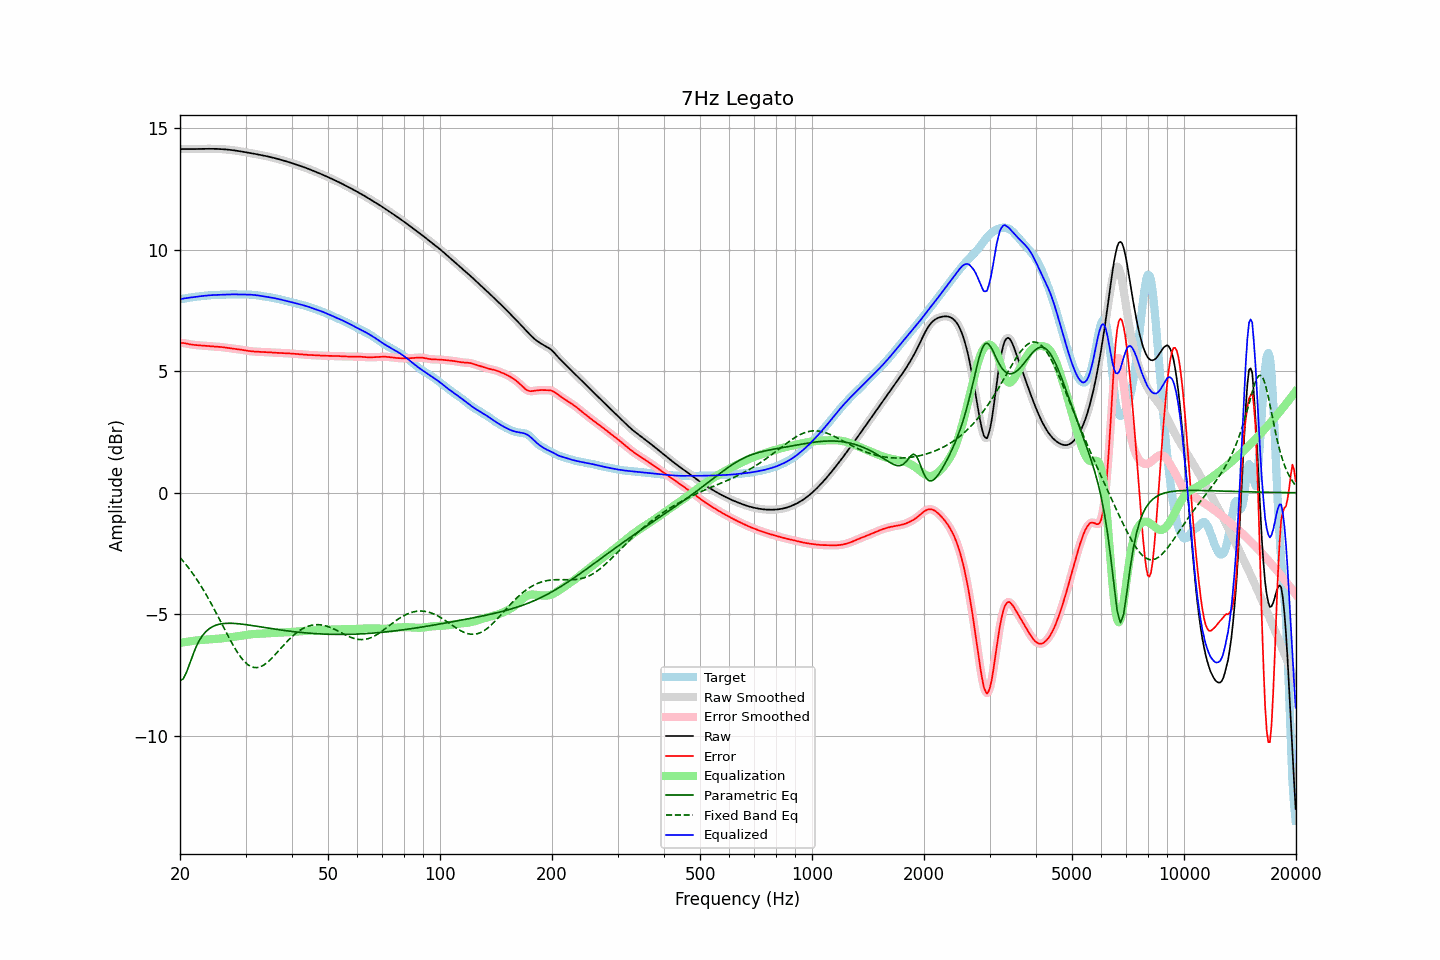 7Hz Legato
15
10
5
0
−5
−10
Amplitude (dBr)
Target
Raw Smoothed
Error Smoothed
Raw
Error
Equalization
Parametric Eq
Fixed Band Eq
Equalized
20 50 100 200 500 1000 2000 5000 10000 20000
Frequency (Hz)